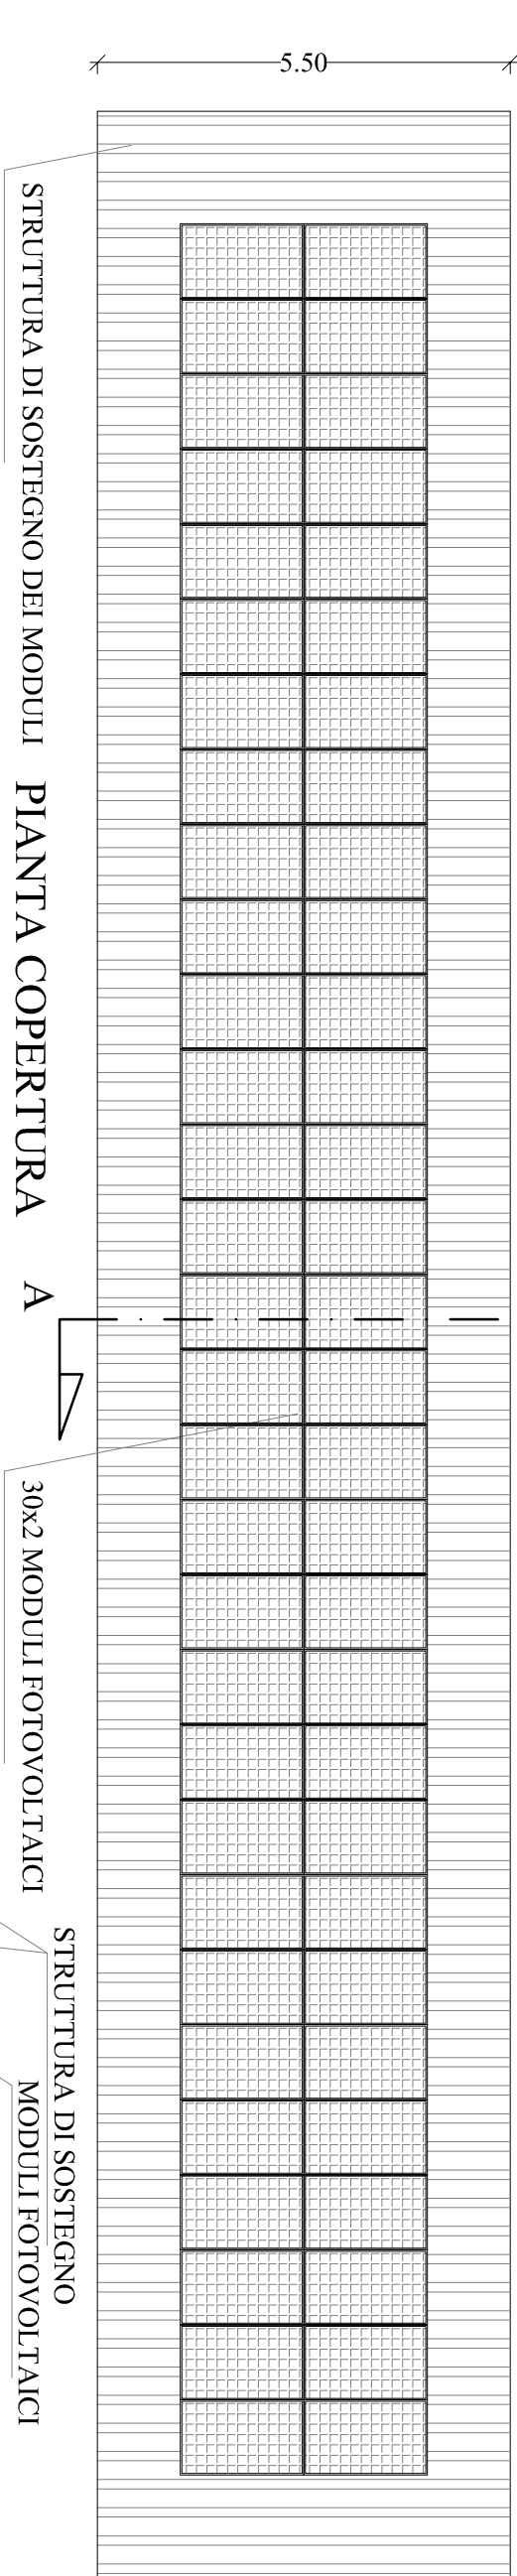 5.50
STRUTTURA DI SOSTEGNO DEI MODULI
PIANTA COPERTURA
A
30x2 MODULI FOTOVOLTAICI
STRUTTURA DI SOSTEGNO
MODULI FOTOVOLTAICI